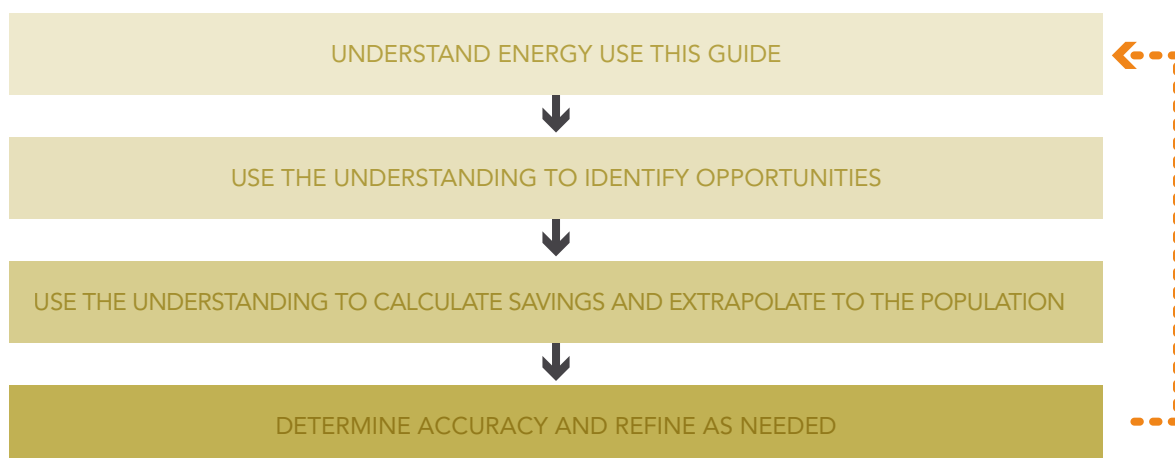 UNDERSTAND ENERGY USE THIS GUIDE
USE THE UNDERSTANDING TO IDENTIFY OPPORTUNITIES
USE THE UNDERSTANDING TO CALCULATE SAVINGS AND EXTRAPOLATE TO THE POPULATION
DETERMINE ACCURACY AND REFINE AS NEEDED